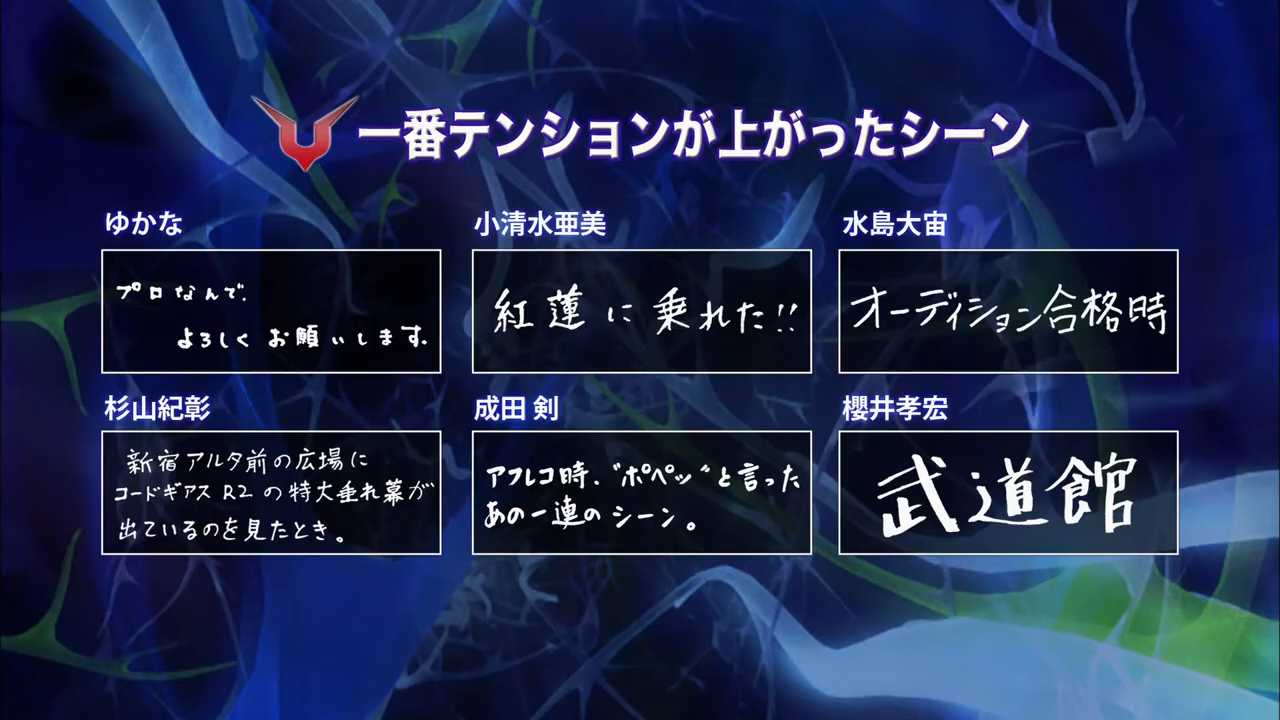 一番テンションが上がったシーン
ゆかな
プロなんで、
よろしくお願いします。
小清水亜美
紅蓮に乗れた!!
水島大宙
オーディション合格時
杉山紀彰
新宿アルタ前の広場に
コードギアス R2 の特大垂れ幕が
出ているのを見たとき。
成田 剣
アフレコ時、“ポペッ”と言った
あの一連のシーン。
櫻井孝宏
武道館